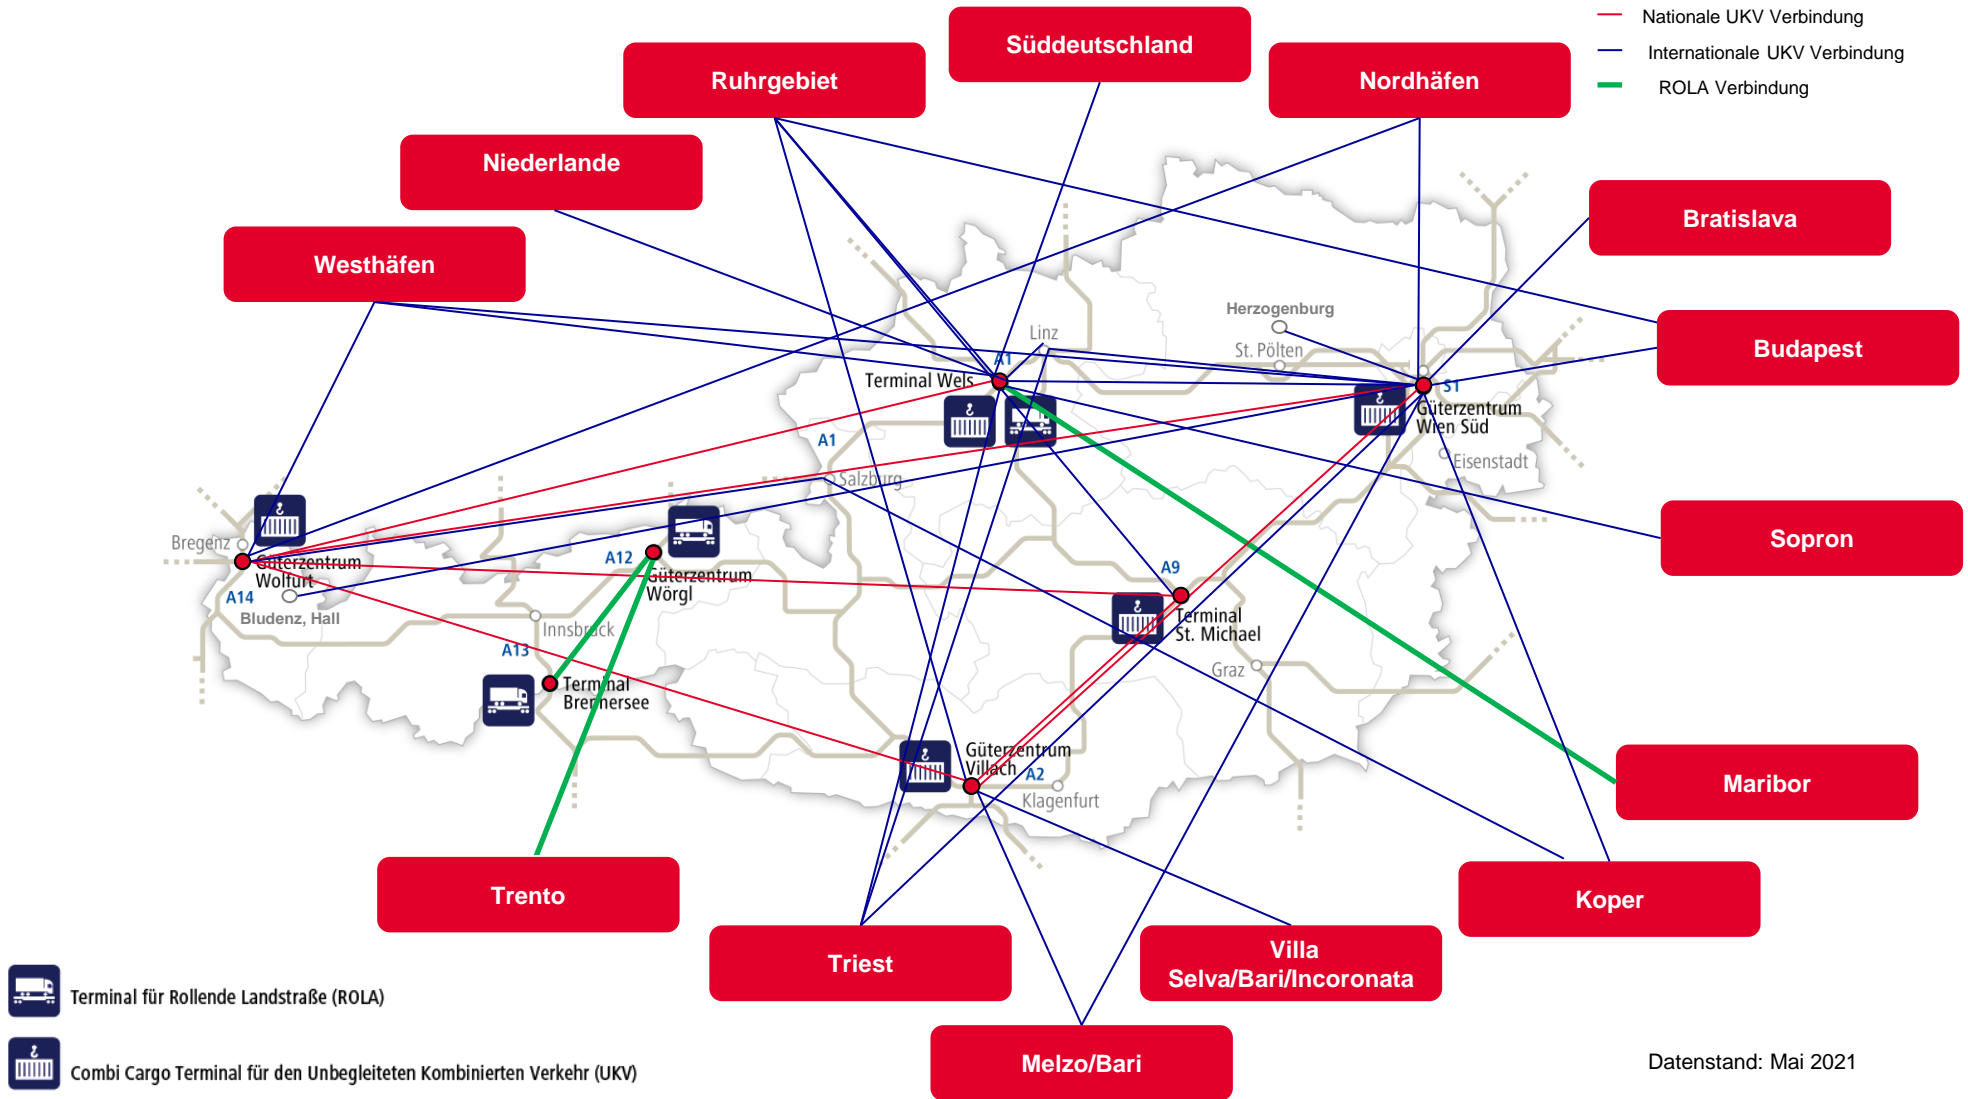 Nationale UKV Verbindung
Internationale UKV Verbindung
ROLA Verbindung
Süddeutschland
Ruhrgebiet
Nordhäfen
Niederlande
Bratislava
Westhäfen
Herzogenburg
Linz
St. Pölten
Budapest
A1
Terminal Wels
S1
Güterzentrum
Wien Süd
A1
Eisenstadt
Salzburg
Bregenz
Sopron
A12
Güterzentrum
Wolfurt
Güterzentrum
Wörgl
A9
A14
Bludenz, Hall
Innsbruck
Terminal
St. Michael
A13
Graz
Terminal
Brennersee
Güterzentrum
Villach
A2
Klagenfurt
Maribor
Trento
Koper
Triest
Villa
Selva/Bari/Incoronata
Terminal für Rollende Landstraße (ROLA)
Melzo/Bari
Combi Cargo Terminal für den Unbegleiteten Kombinierten Verkehr (UKV)
Datenstand: Mai 2021